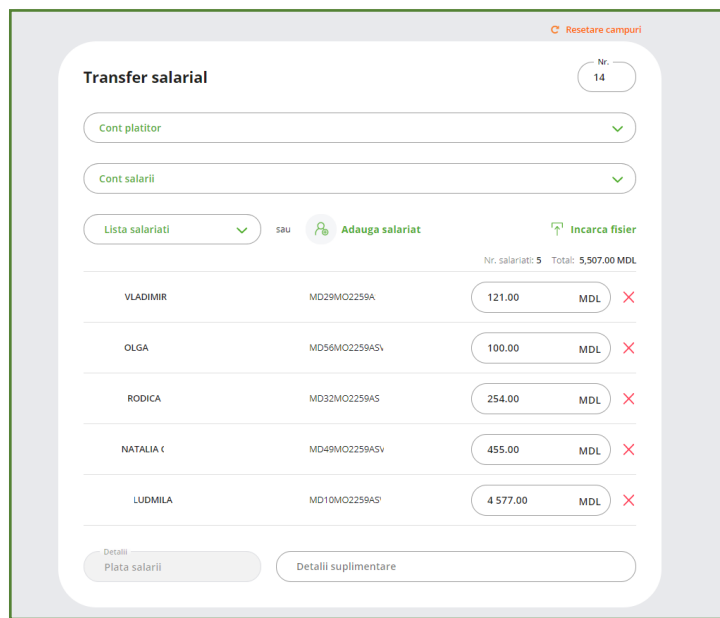 Resetare campuri
Transfer salarial
Nr.
14
Cont platitor
Cont salarii
Lista salariati sau Adauga salariat Incarca fisier
Nr. salariati: 5 Total: 5,507.00 MDL
VLADIMIR MD29MO2259A 121.00 MDL
OLGA MD56MO2259ASV 100.00 MDL
RODICA MD32MO2259AS 254.00 MDL
NATALIA MD49MO2259ASV 455.00 MDL
LUDMILA MD10MO2259AS 4 577.00 MDL
Detalii
Plata salarii Detalii suplimentare